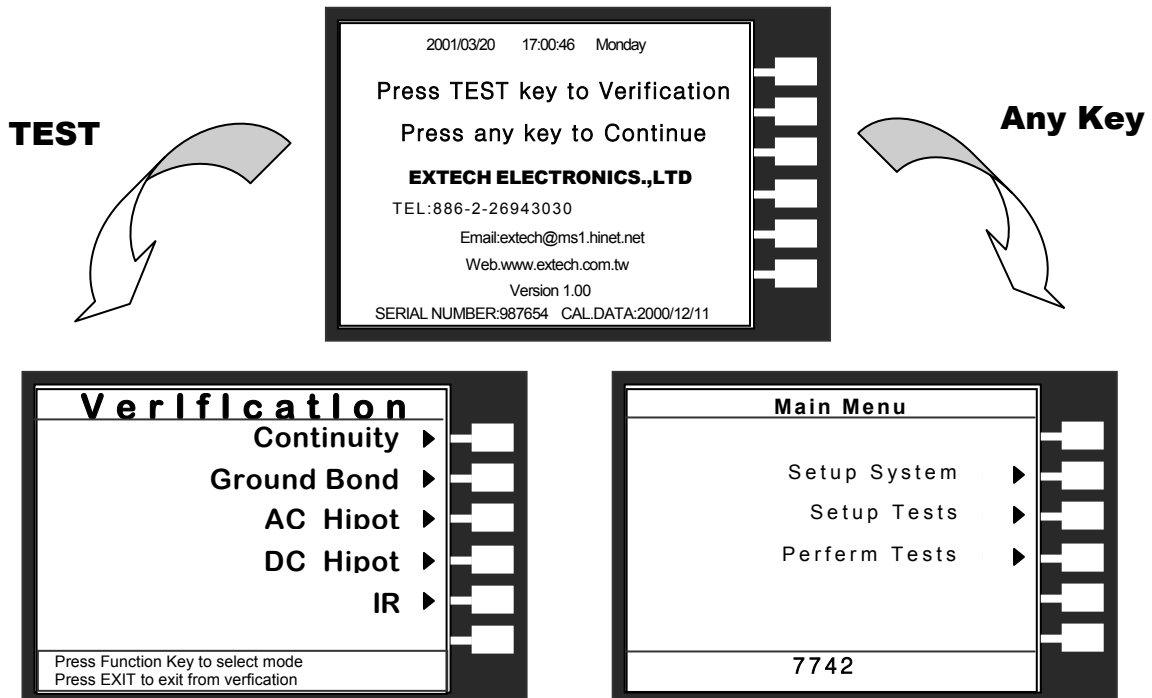 2001/03/20 17:00:46 Monday
Press TEST key to Verification
Press any key to Continue
EXTECH ELECTRONICS.,LTD
TEL:886-2-26943030
Email:extech@ms1.hinet.net
Web.www.extech.com.tw
Version 1.00
SERIAL NUMBER:987654 CAL.DATA:2000/12/11
TEST
Any Key
Verification
Continuity
Ground Bond
AC Hipot
DC Hipot
IR
Press Function Key to select mode
Press EXIT to exit from verfication
Main Menu
Setup System
Setup Tests
Perferm Tests
7742